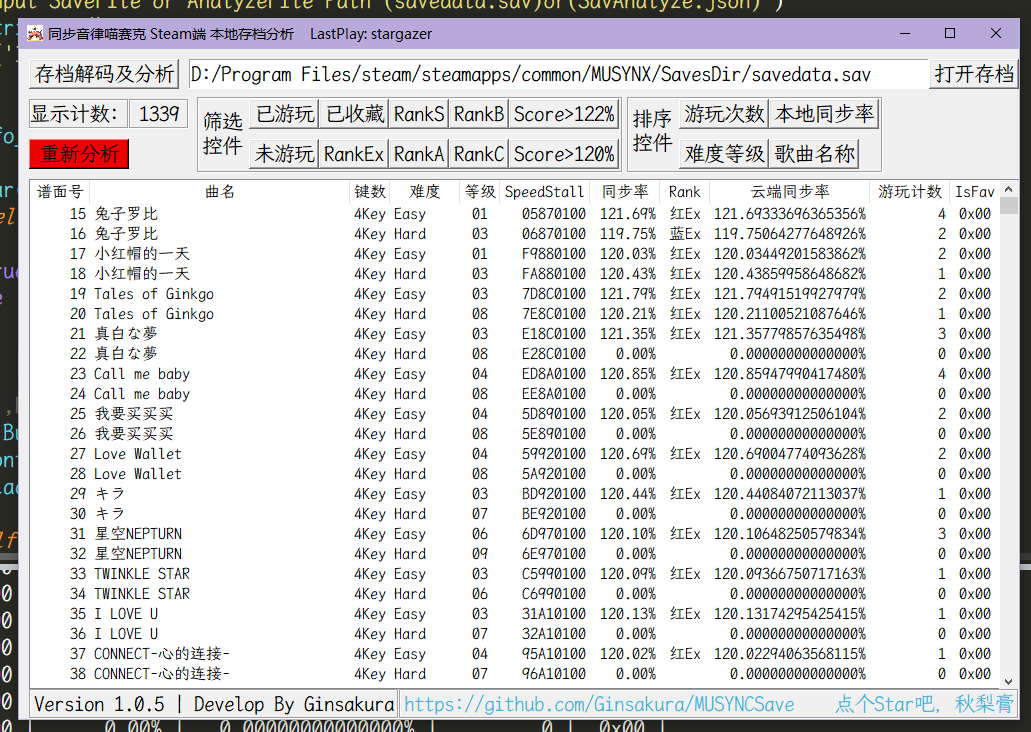 nput SaveFile or AnalyzeFile Path (savedata.sav)or(SavAnalyze.json)")
同步音律喵赛克 Steam端 本地存档分析    LastPlay: stargazer
存档解码及分析 D:/Program Files/steam/steamapps/common/MUSYNX/SavesDir/savedata.sav 打开存档
显示计数: 1339
重新分析
筛选控件 已游玩 已收藏 RankS RankB Score>122%
未游玩 RankEx RankA RankC Score>120%
排序控件 游玩次数 本地同步率
难度等级 歌曲名称
谱面号 曲名 键数 难度 等级 SpeedStall 同步率 Rank 云端同步率 游玩计数 IsFav
15 兔子罗比 4Key Easy 01 05870100 121.69% 红Ex 121.69333696365356% 4 0x00
16 兔子罗比 4Key Hard 03 06870100 119.75% 蓝Ex 119.75064277648926% 2 0x00
17 小红帽的一天 4Key Easy 01 F9880100 120.03% 红Ex 120.03449201583862% 2 0x00
18 小红帽的一天 4Key Hard 03 FA880100 120.43% 红Ex 120.43859958648682% 1 0x00
19 Tales of Ginkgo 4Key Easy 03 7D8C0100 121.79% 红Ex 121.79491519927979% 2 0x00
20 Tales of Ginkgo 4Key Hard 08 7E8C0100 120.21% 红Ex 120.21100521087646% 1 0x00
21 真白な夢 4Key Easy 03 E18C0100 121.35% 红Ex 121.35779857635498% 3 0x00
22 真白な夢 4Key Hard 08 E28C0100 0.00% 0.00000000000000% 0 0x00
23 Call me baby 4Key Easy 04 ED8A0100 120.85% 红Ex 120.85947990417480% 4 0x00
24 Call me baby 4Key Hard 08 EE8A0100 0.00% 0.00000000000000% 0 0x00
25 我要买买买 4Key Easy 04 5D890100 120.05% 红Ex 120.05693912506104% 2 0x00
26 我要买买买 4Key Hard 08 5E890100 0.00% 0.00000000000000% 0 0x00
27 Love Wallet 4Key Easy 04 59920100 120.69% 红Ex 120.69004774093628% 2 0x00
28 Love Wallet 4Key Hard 08 5A920100 0.00% 0.00000000000000% 0 0x00
29 キラ 4Key Easy 03 BD920100 120.44% 红Ex 120.44084072113037% 1 0x00
30 キラ 4Key Hard 07 BE920100 0.00% 0.00000000000000% 0 0x00
31 星空NEPTURN 4Key Easy 06 6D970100 120.10% 红Ex 120.10648250579834% 3 0x00
32 星空NEPTURN 4Key Hard 09 6E970100 0.00% 0.00000000000000% 0 0x00
33 TWINKLE STAR 4Key Easy 03 C5990100 120.09% 红Ex 120.09366750717163% 1 0x00
34 TWINKLE STAR 4Key Hard 06 C6990100 0.00% 0.00000000000000% 0 0x00
35 I LOVE U 4Key Easy 03 31A10100 120.13% 红Ex 120.13174295425415% 1 0x00
36 I LOVE U 4Key Hard 07 32A10100 0.00% 0.00000000000000% 0 0x00
37 CONNECT-心的连接- 4Key Easy 04 95A10100 120.02% 红Ex 120.02294063568115% 1 0x00
38 CONNECT-心的连接- 4Key Hard 07 96A10100 0.00% 0.00000000000000% 0 0x00
Version 1.0.5 | Develop By Ginsakura https://github.com/Ginsakura/MUSYNCSave 点个Star吧, 秋梨膏
0.00% | 0.00000000000000% | 0 | 0x00 |